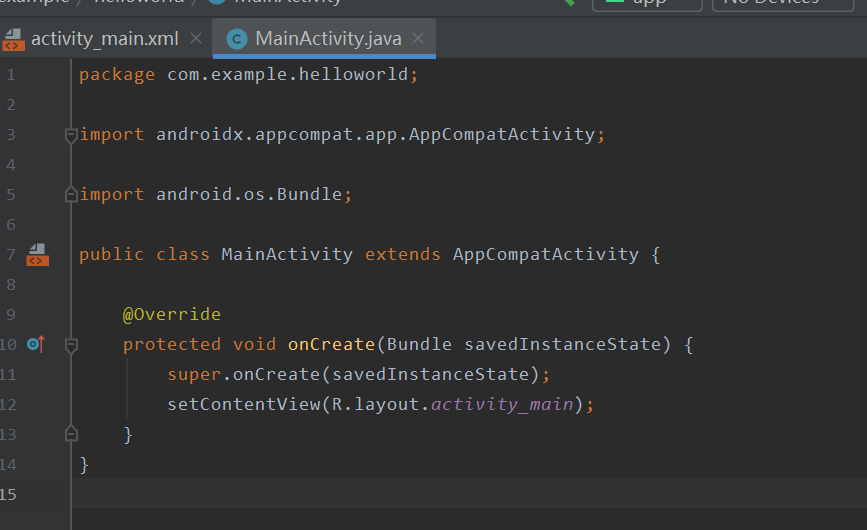 example / helloworld / MainActivity app No Devices
activity_main.xml MainActivity.java
1 package com.example.helloworld;
2
3 import androidx.appcompat.app.AppCompatActivity;
4
5 import android.os.Bundle;
6
7 public class MainActivity extends AppCompatActivity {
8
9 @Override
10 protected void onCreate(Bundle savedInstanceState) {
11 super.onCreate(savedInstanceState);
12 setContentView(R.layout.activity_main);
13 }
14 }
15